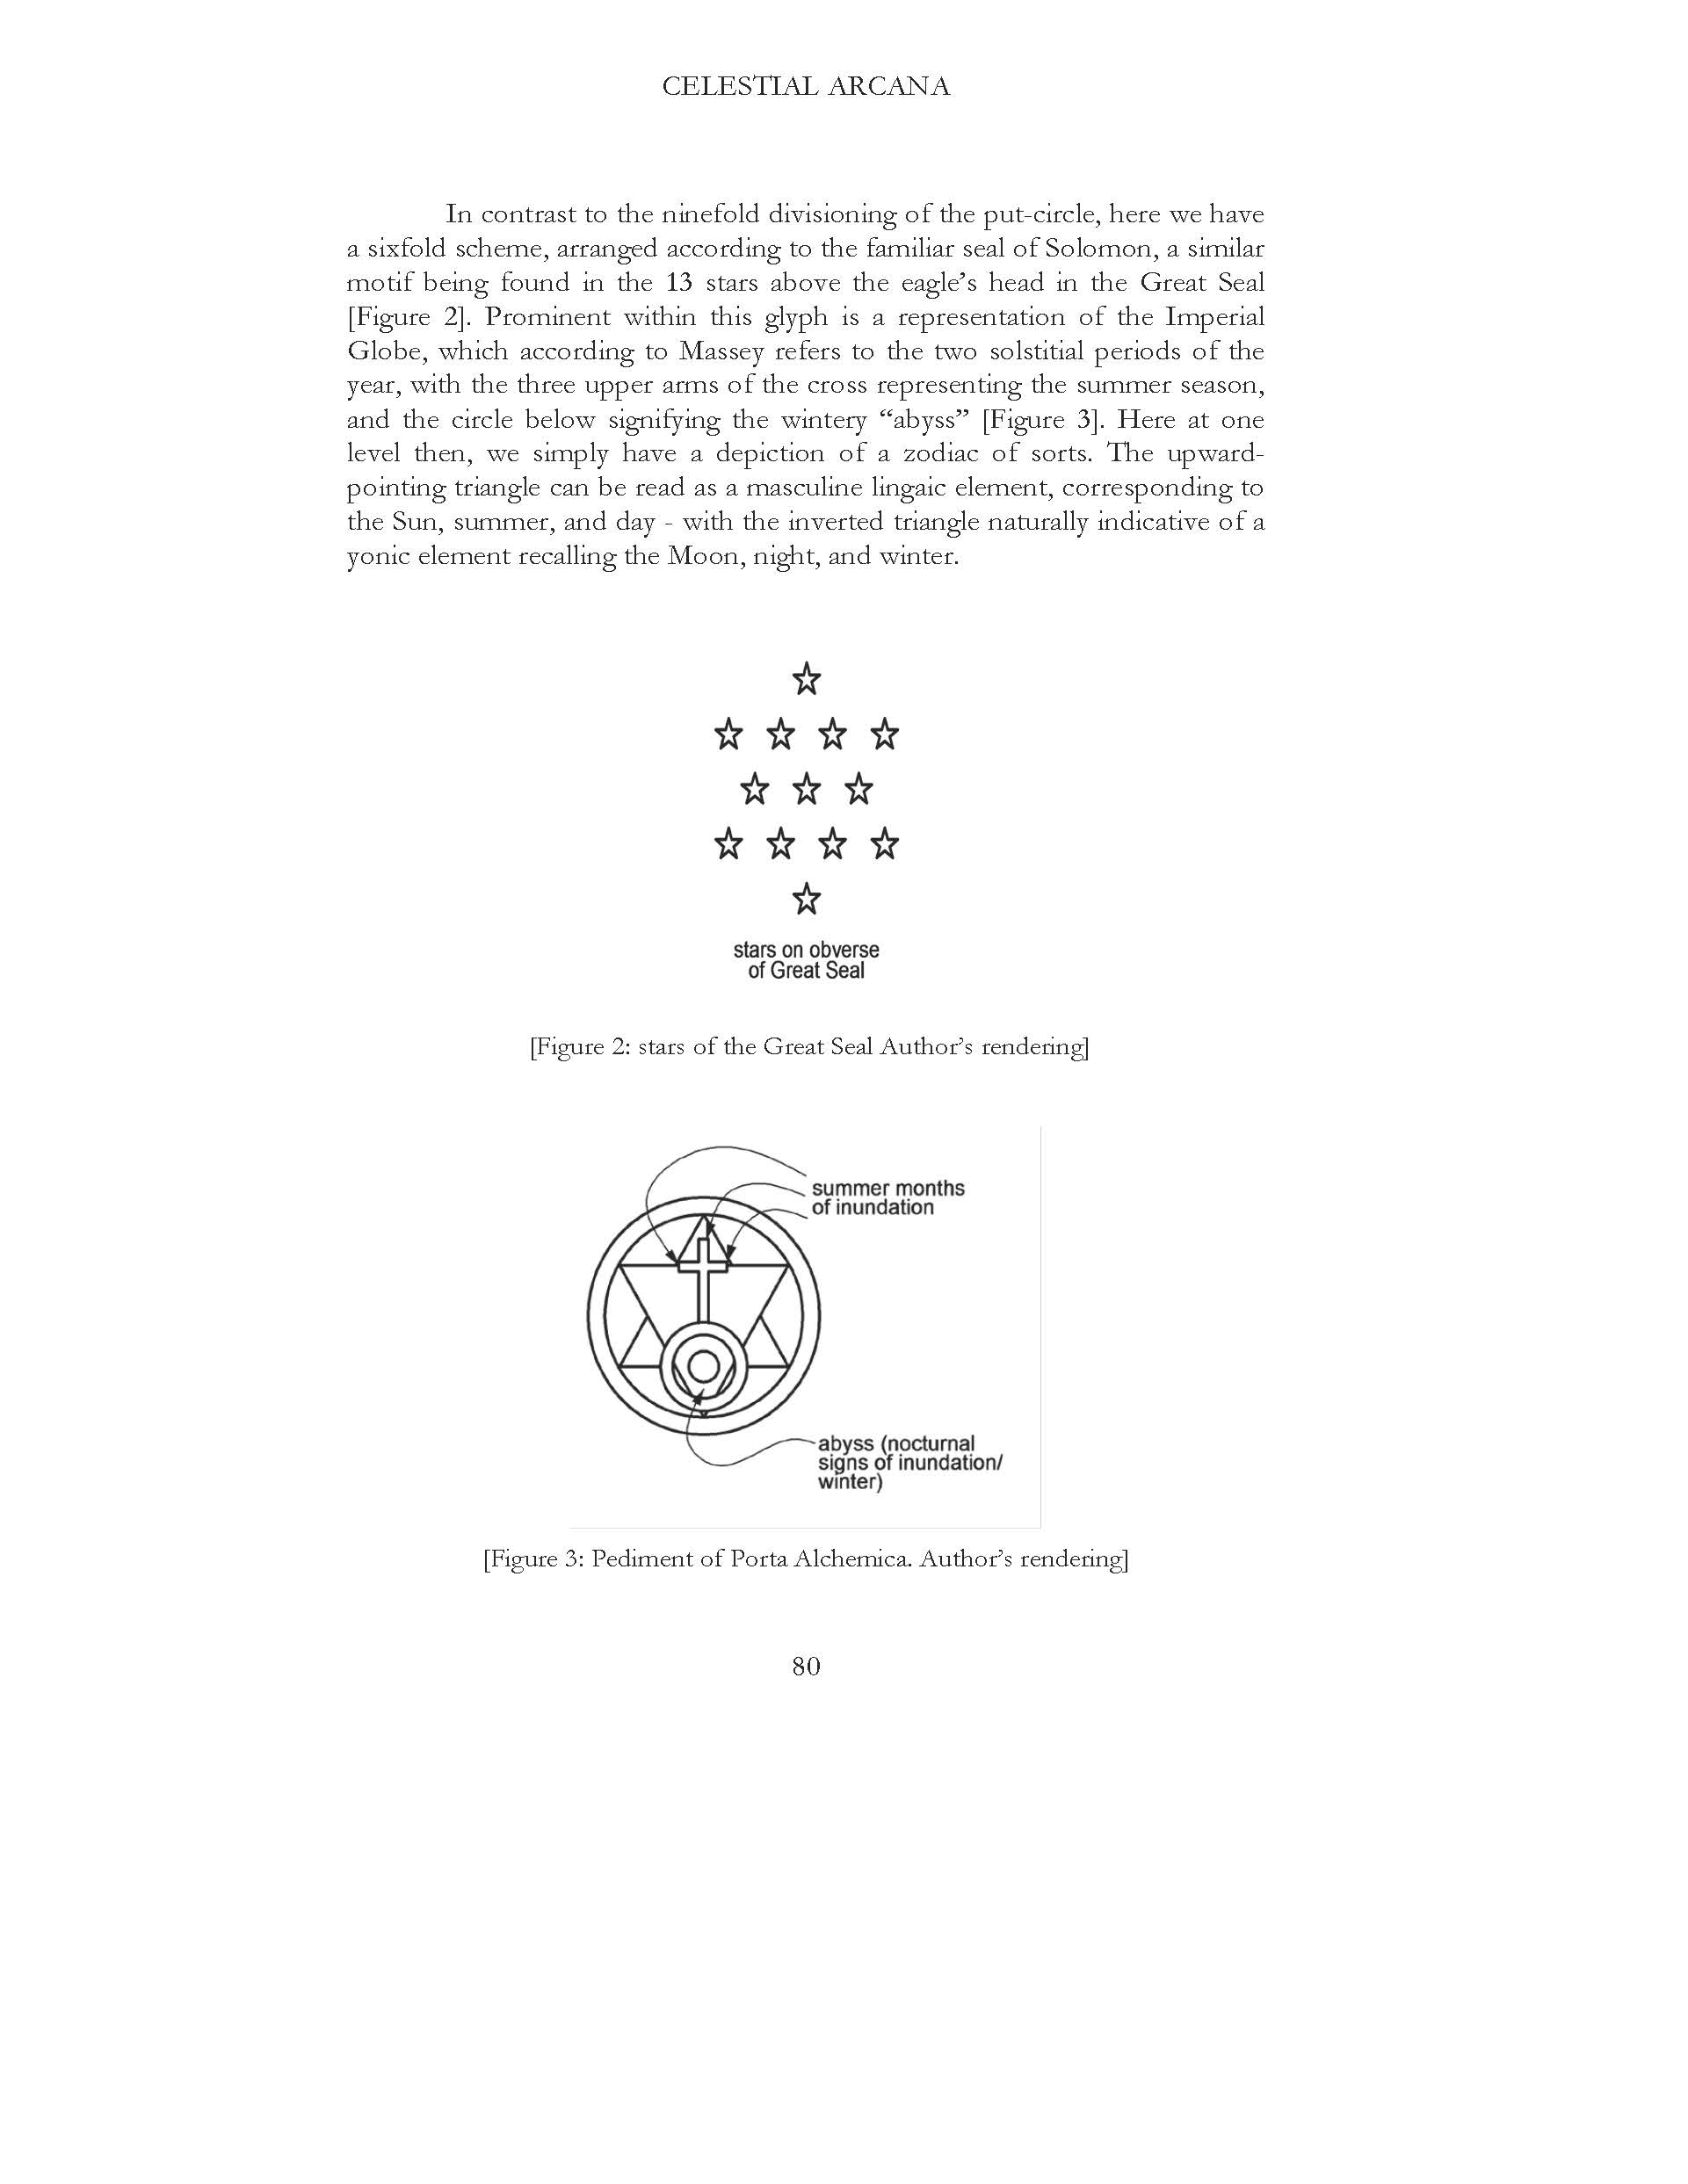 CELESTIAL ARCANA
In contrast to the ninefold divisioning of the put-circle, here we have
a sixfold scheme, arranged according to the familiar seal of Solomon, a similar
motif being found in the 13 stars above the eagle’s head in the Great Seal
[Figure 2]. Prominent within this glyph is a representation of the Imperial
Globe, which according to Massey refers to the two solstitial periods of the
year, with the three upper arms of the cross representing the summer season,
and the circle below signifying the wintery “abyss” [Figure 3]. Here at one
level then, we simply have a depiction of a zodiac of sorts. The upward-
pointing triangle can be read as a masculine lingaic element, corresponding to
the Sun, summer, and day - with the inverted triangle naturally indicative of a
yonic element recalling the Moon, night, and winter.
stars on obverse
of Great Seal
[Figure 2: stars of the Great Seal Author’s rendering]
summer months
of inundation
abyss (nocturnal
signs of inundation/
winter)
[Figure 3: Pediment of Porta Alchemica. Author’s rendering]
80